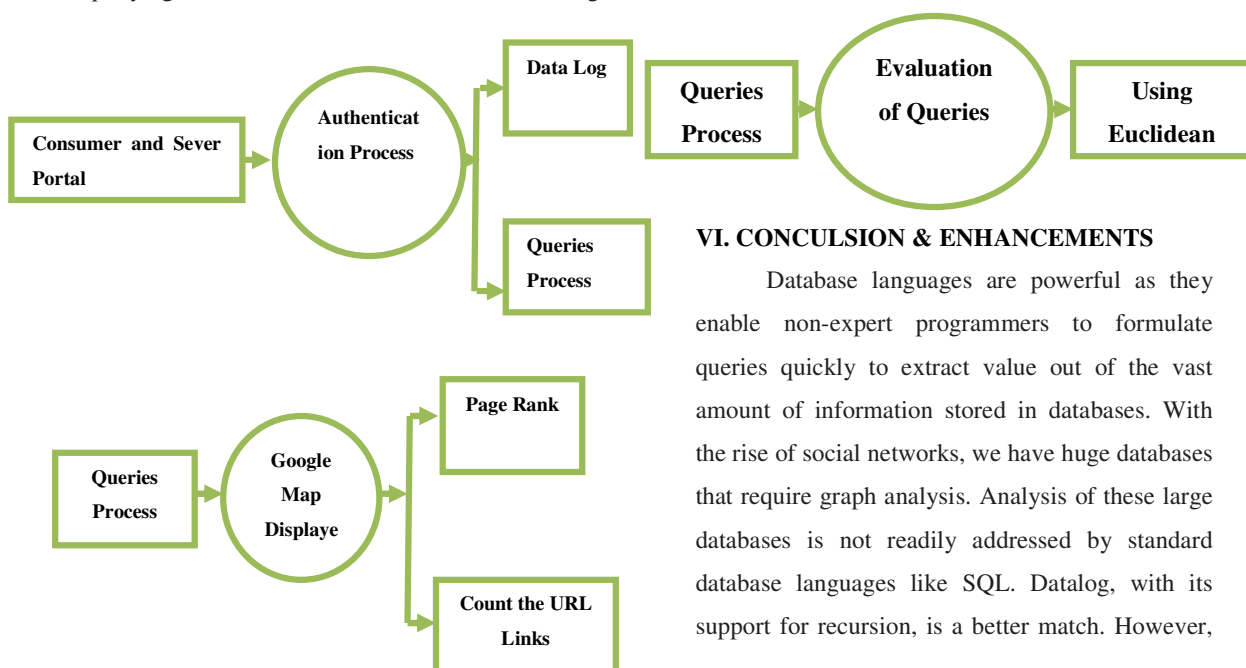 Data Log
Authenticat
ion Process
Consumer and Sever
Portal
Queries
Process
Page Rank
Queries
Process
Google
Map
Displaye
Count the URL
Links
Queries
Process
Evaluation
of Queries
Using
Euclidean
VI. CONCULSION & ENHANCEMENTS
Database languages are powerful as they
enable non-expert programmers to formulate
queries quickly to extract value out of the vast
amount of information stored in databases. With
the rise of social networks, we have huge databases
that require graph analysis. Analysis of these large
databases is not readily addressed by standard
database languages like SQL. Datalog, with its
support for recursion, is a better match. However,